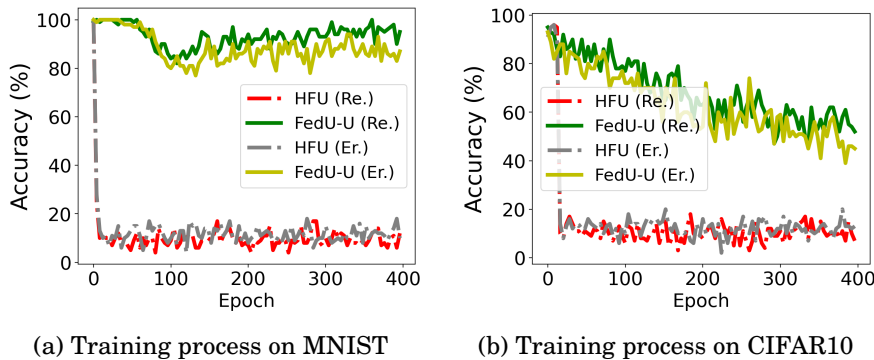 100
80
60
40
20
0
Accuracy (%)
HFU (Re.)
FedU-U (Re.)
HFU (Er.)
FedU-U (Er.)
0 100 200 300 400
Epoch
(a) Training process on MNIST
100
80
60
40
20
0
Accuracy (%)
HFU (Re.)
FedU-U (Re.)
HFU (Er.)
FedU-U (Er.)
0 100 200 300 400
Epoch
(b) Training process on CIFAR10